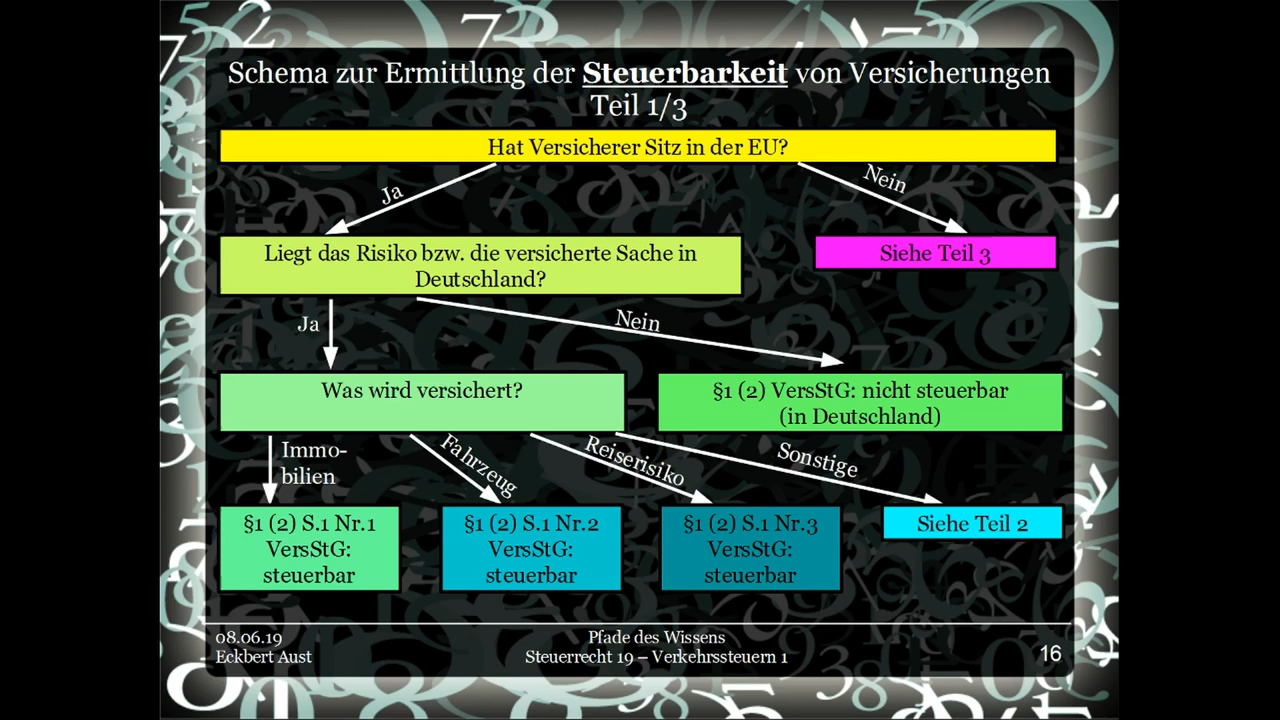 Schema zur Ermittlung der Steuerbarkeit von Versicherungen
Teil 1/3
Hat Versicherer Sitz in der EU?
Ja
Nein
Liegt das Risiko bzw. die versicherte Sache in
Deutschland?
Siehe Teil 3
Ja
Nein
Was wird versichert?
§1 (2) VersStG: nicht steuerbar
(in Deutschland)
Immo-
bilien
Fahrzeug
Reiserisiko
Sonstige
§1 (2) S.1 Nr.1
VersStG:
steuerbar
§1 (2) S.1 Nr.2
VersStG:
steuerbar
§1 (2) S.1 Nr.3
VersStG:
steuerbar
Siehe Teil 2
08.06.19
Eckbert Aust
Pfade des Wissens
Steuerrecht 19 – Verkehrssteuern 1
16